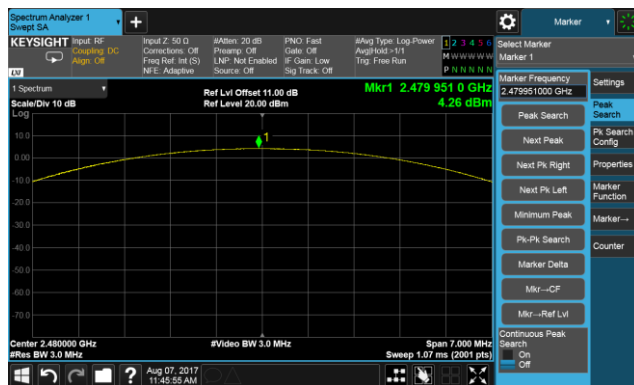 Spectrum Analyzer 1
Swept SA
Marker
KEYSIGHT
Input: RF
Coupling: DC
Align: Off
Input Z: 50 Ω
Corrections: Off
Freq Ref: Int (S)
NFE: Adaptive
#Atten: 20 dB
Preamp: Off
LNP: Not Enabled
Source: Off
PNO: Fast
Gate: Off
IF Gain: Low
Sig Track: Off
#Avg Type: Log-Power
Avg|Hold:>1/1
Trig: Free Run
1 2 3 4 5 6
M W W W W W
P N N N N N
Select Marker
Marker 1
LXI
1 Spectrum
Scale/Div 10 dB
Log
Ref Lvl Offset 11.00 dB
Ref Level 20.00 dBm
Mkr1 2.479 951 0 GHz
4.26 dBm
1
10.0
0.00
-10.0
-20.0
-30.0
-40.0
-50.0
-60.0
-70.0
Center 2.480000 GHz
#Res BW 3.0 MHz
#Video BW 3.0 MHz
Span 7.000 MHz
Sweep 1.07 ms (2001 pts)
Marker Frequency
2.479951000 GHz
Peak Search
Next Peak
Next Pk Right
Next Pk Left
Minimum Peak
Pk-Pk Search
Marker Delta
Mkr→CF
Mkr→Ref Lvl
Continuous Peak
Search
On
Off
Settings
Peak
Search
Pk Search
Config
Properties
Marker
Function
Marker→
Counter
?
Aug 07, 2017
11:45:55 AM